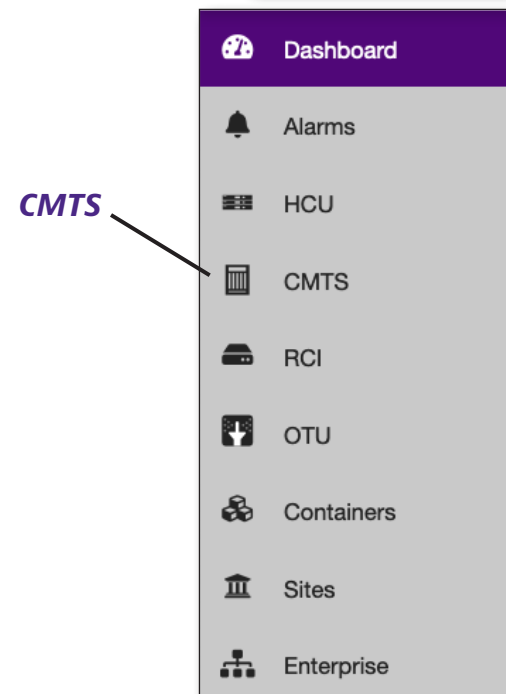 Dashboard
Alarms
HCU
CMTS
CMTS
RCI
OTU
Containers
Sites
Enterprise